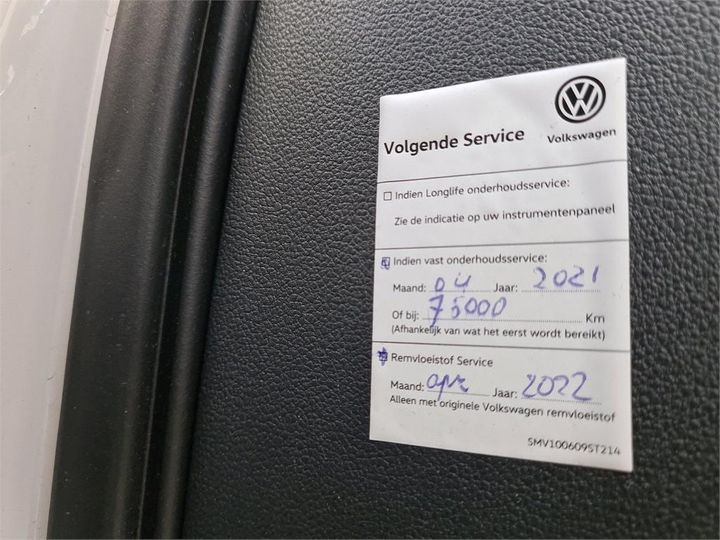 Volkswagen
Volgende Service
Indien Longlife onderhoudsservice:
Zie de indicatie op uw instrumentenpaneel
Indien vast onderhoudsservice:
Maand: 04 Jaar: 2021
Of bij: 75000 Km
(Afhankelijk van wat het eerst wordt bereikt)
Remvloeistof Service
Maand: apr Jaar: 2022
Alleen met originele Volkswagen remvloeistof
SMV100609ST214